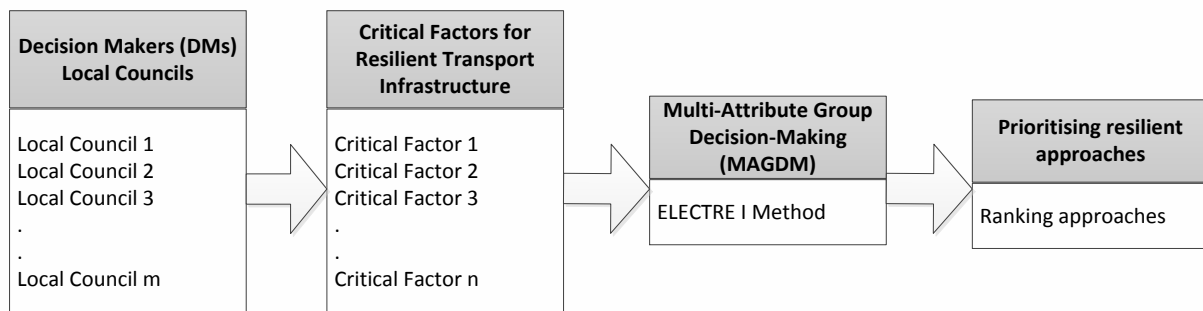 Decision Makers (DMs)
Local Councils
Local Council 1
Local Council 2
Local Council 3
.
.
Local Council m
Critical Factors for
Resilient Transport
Infrastructure
Critical Factor 1
Critical Factor 2
Critical Factor 3
.
.
Critical Factor n
Multi-Attribute Group
Decision-Making
(MAGDM)
ELECTRE I Method
Prioritising resilient
approaches
Ranking approaches